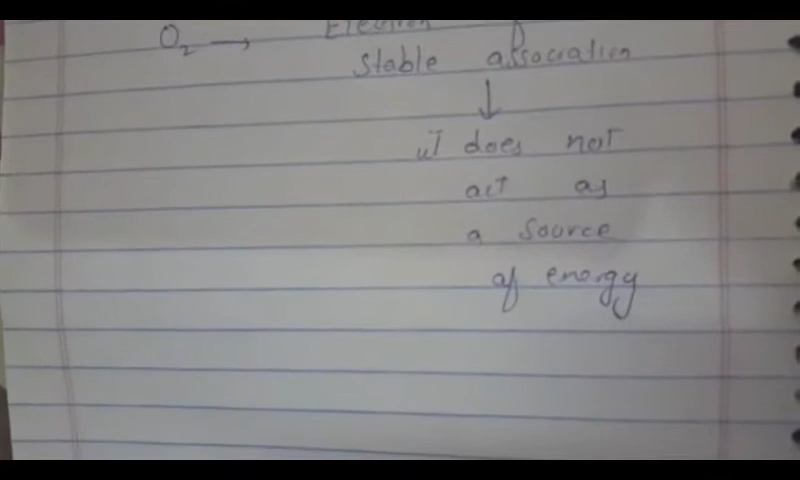 O₂ →
stable association
↓
it does not
act as
a source
of energy